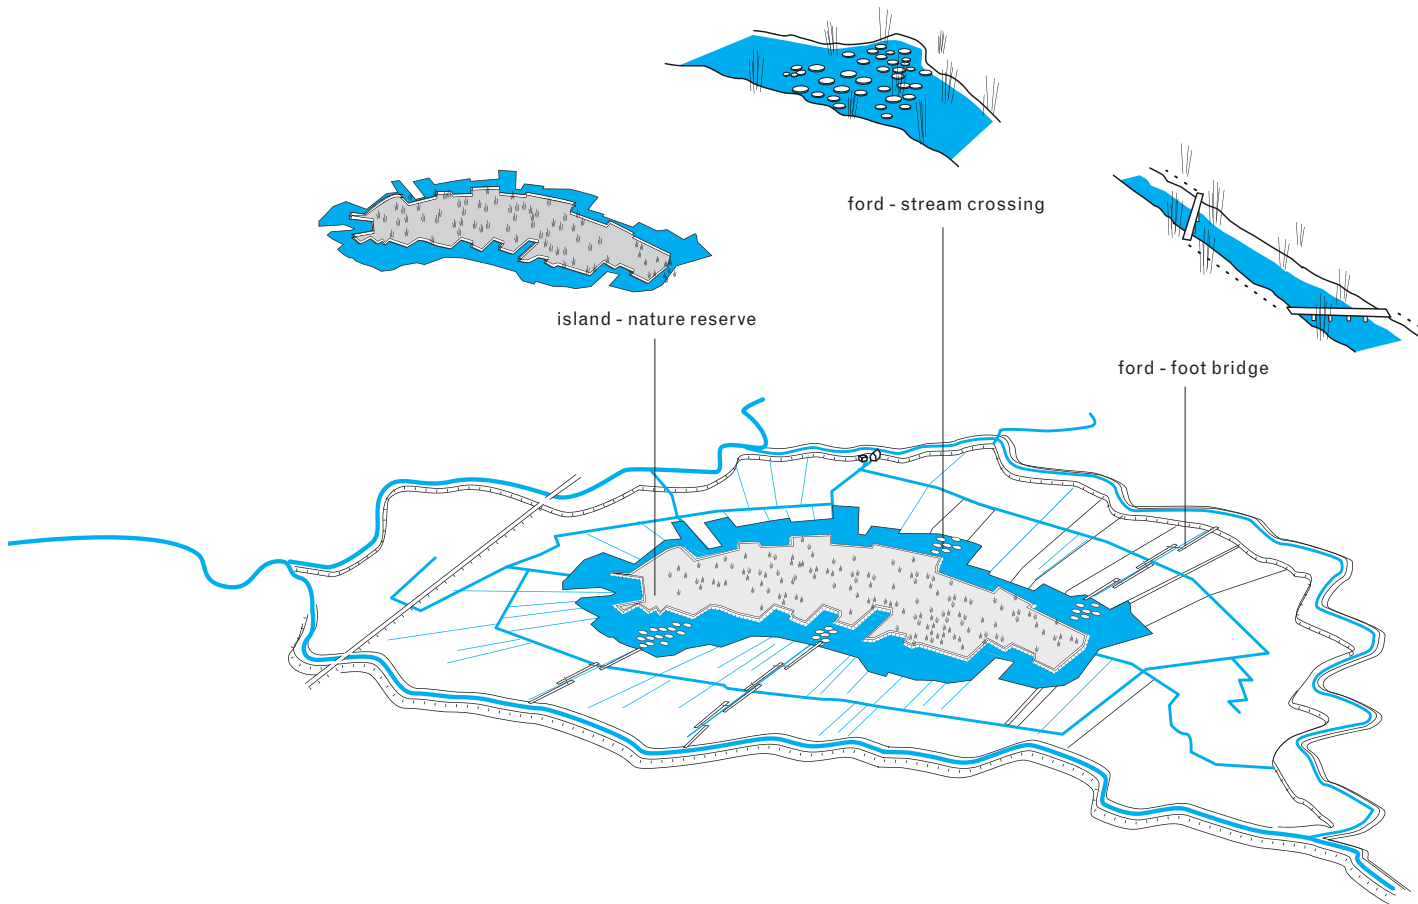 ford - stream crossing
island - nature reserve
ford - foot bridge